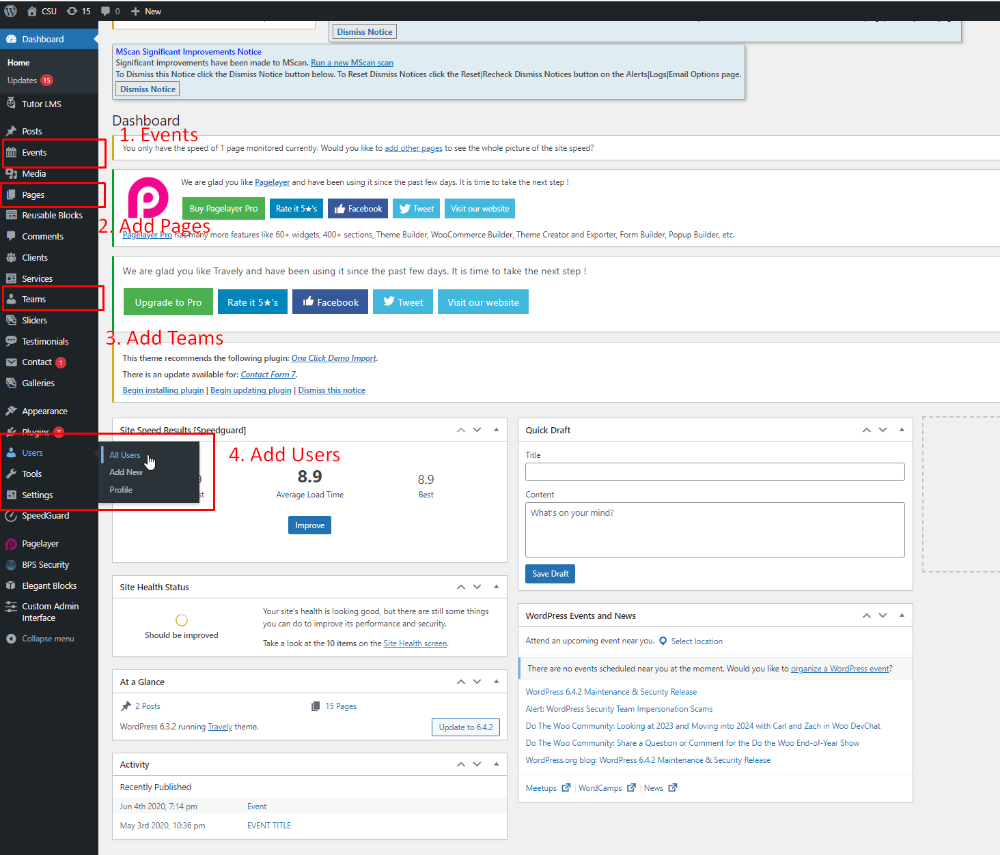 CSU 15 0 New
Dashboard
Home
Updates 15
Tutor LMS
Posts
Events
Media
Pages
Reusable Blocks
Comments
Clients
Services
Teams
Sliders
Testimonials
Contact 1
Galleries
Appearance
Plugins 7
Users
Tools
Settings
SpeedGuard
Pagelayer
BPS Security
Elegant Blocks
Custom Admin
Interface
Collapse menu
All Users
Add New
Profile
Dismiss Notice
MScan Significant Improvements Notice
Significant improvements have been made to MScan. Run a new MScan scan
To Dismiss this Notice click the Dismiss Notice button below. To Reset Dismiss Notices click the Reset|Recheck Dismiss Notices button on the Alerts|Logs|Email Options page.
Dismiss Notice
Dashboard
1. Events
You only have the speed of 1 page monitored currently. Would you like to add other pages to see the whole picture of the site speed?
We are glad you like Pagelayer and have been using it since the past few days. It is time to take the next step !
Buy Pagelayer Pro Rate it 5★'s Facebook Tweet Visit our website
2. Add Pages
Pagelayer Pro has many more features like 60+ widgets, 400+ sections, Theme Builder, WooCommerce Builder, Theme Creator and Exporter, Form Builder, Popup Builder, etc.
We are glad you like Travely and have been using it since the past few days. It is time to take the next step !
Upgrade to Pro Rate it 5★'s Facebook Tweet Visit our website
3. Add Teams
This theme recommends the following plugin: One Click Demo Import.
There is an update available for: Contact Form 7.
Begin installing plugin | Begin updating plugin | Dismiss this notice
Site Speed Results [Speedguard]
4. Add Users
8.9
Average Load Time
8.9
Best
Improve
Site Health Status
Should be improved
Your site's health is looking good, but there are still some things
you can do to improve its performance and security.
Take a look at the 10 items on the Site Health screen.
At a Glance
2 Posts 15 Pages
WordPress 6.3.2 running Travely theme. Update to 6.4.2
Activity
Recently Published
Jun 4th 2020, 7:14 pm Event
May 3rd 2020, 10:36 pm EVENT TITLE
Quick Draft
Title
Content
What's on your mind?
Save Draft
WordPress Events and News
Attend an upcoming event near you. Select location
There are no events scheduled near you at the moment. Would you like to organize a WordPress event?
WordPress 6.4.2 Maintenance & Security Release
Alert: WordPress Security Team Impersonation Scams
Do The Woo Community: Looking at 2023 and Moving into 2024 with Carl and Zach in Woo DevChat
Do The Woo Community: Share a Question or Comment for the Do the Woo End-of-Year Show
WordPress.org blog: WordPress 6.4.2 Maintenance & Security Release
Meetups | WordCamps | News